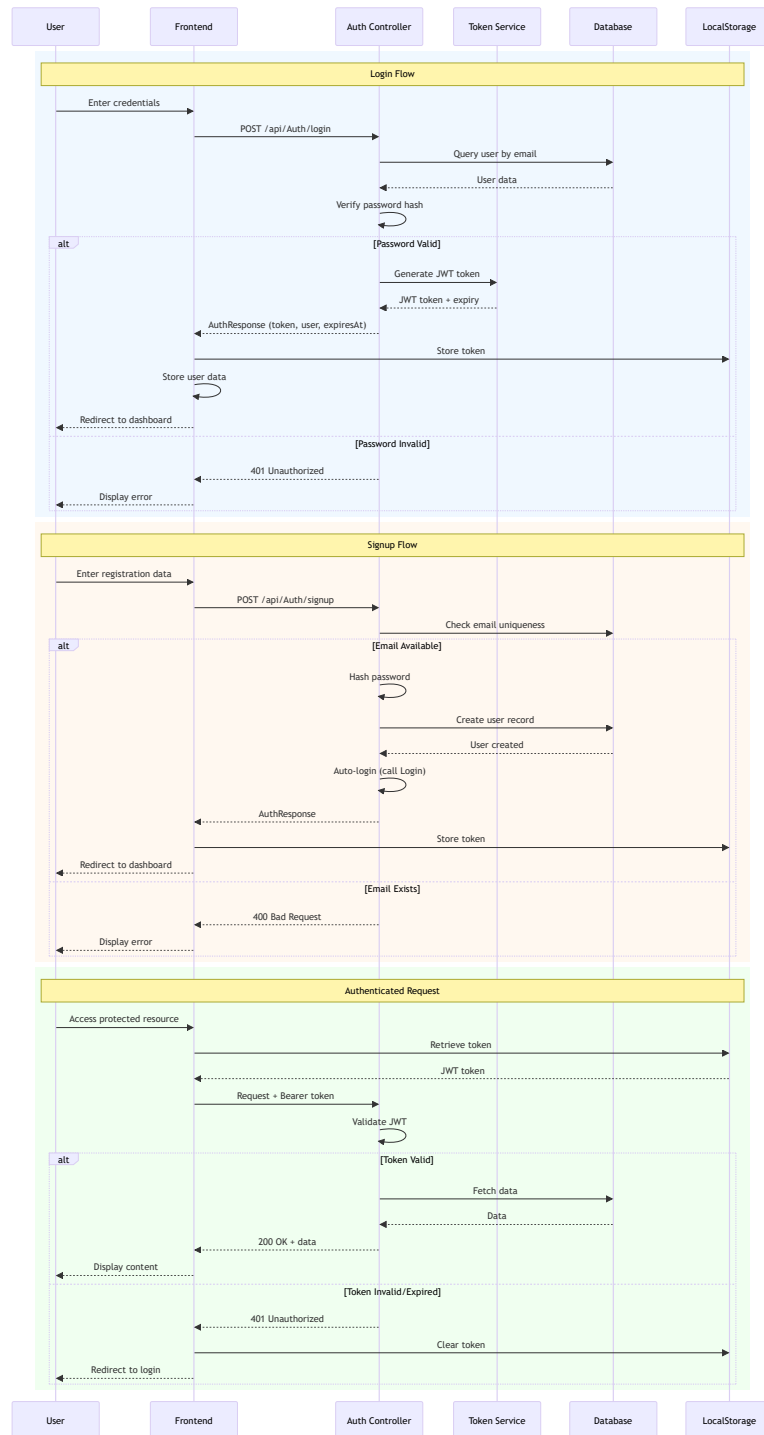 User
Frontend
Auth Controller
Token Service
Database
LocalStorage
Login Flow
Enter credentials
POST /api/Auth/login
Query user by email
User data
Verify password hash
alt
[Password Valid]
Generate JWT token
JWT token + expiry
AuthResponse (token, user, expiresAt)
Store token
Store user data
Redirect to dashboard
[Password Invalid]
401 Unauthorized
Display error
Signup Flow
Enter registration data
POST /api/Auth/signup
Check email uniqueness
alt
[Email Available]
Hash password
Create user record
User created
Auto-login (call Login)
AuthResponse
Store token
Redirect to dashboard
[Email Exists]
400 Bad Request
Display error
Authenticated Request
Access protected resource
Retrieve token
JWT token
Request + Bearer token
Validate JWT
alt
[Token Valid]
Fetch data
Data
200 OK + data
Display content
[Token Invalid/Expired]
401 Unauthorized
Clear token
Redirect to login
User
Frontend
Auth Controller
Token Service
Database
LocalStorage